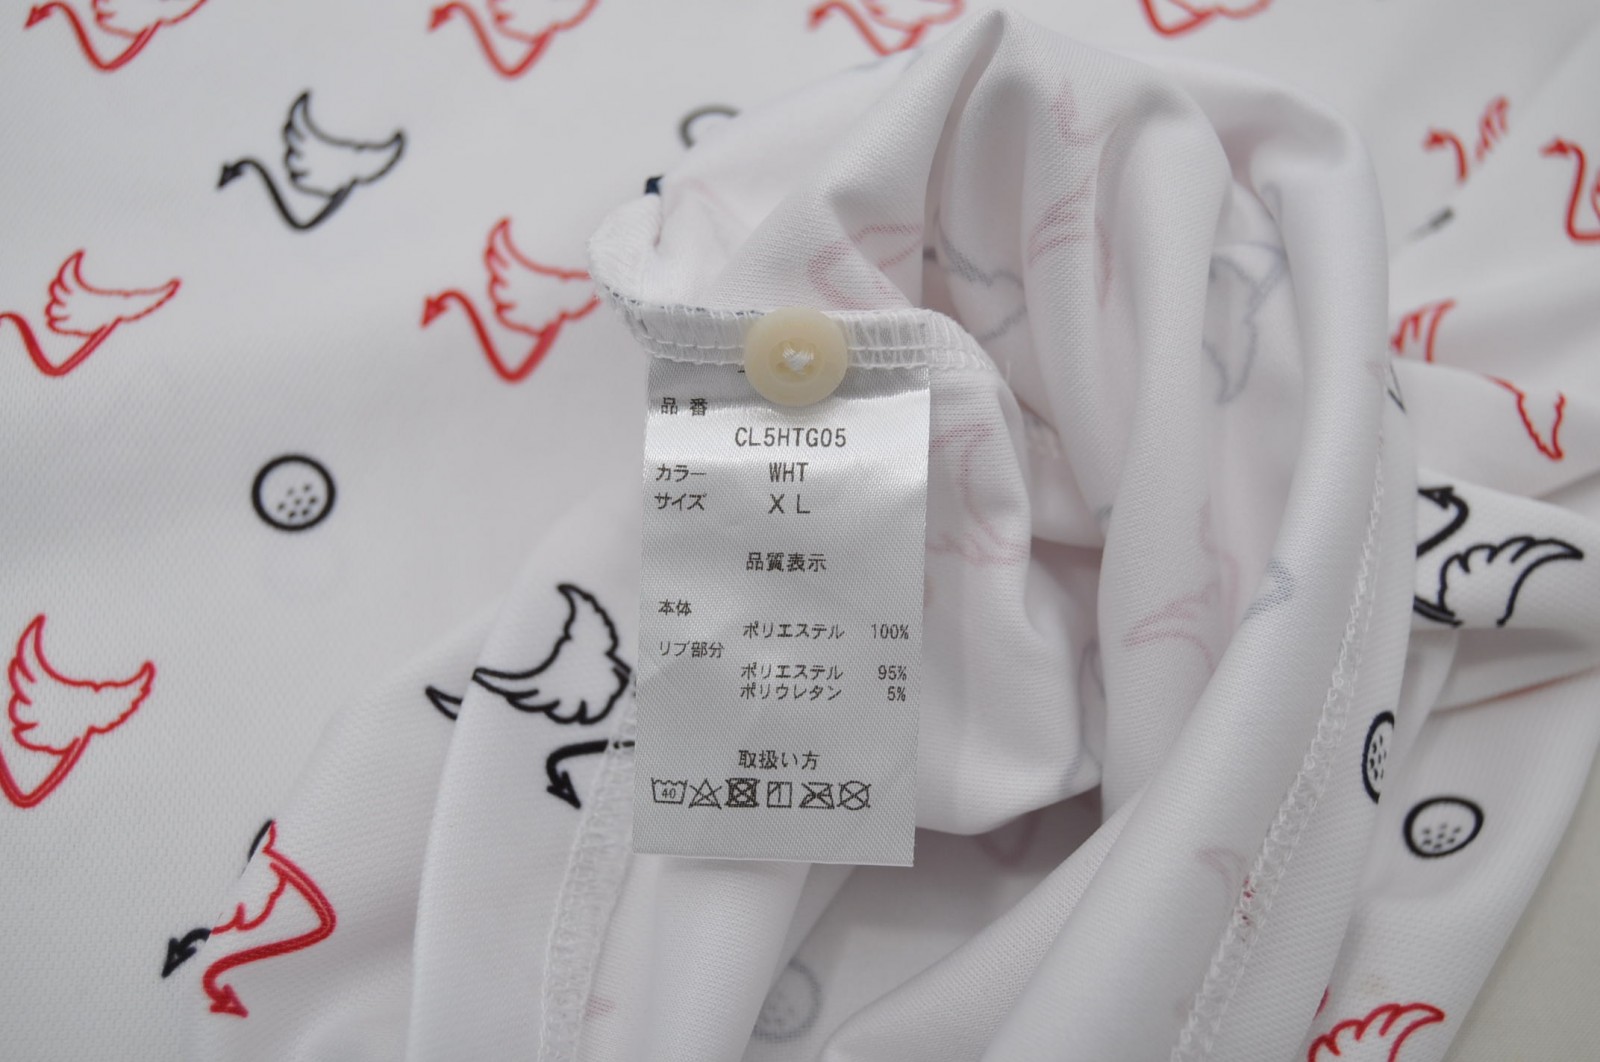 品番
CL5HTG05
カラー WHT
サイズ XL
品質表示
本体
ポリエステル 100%
リブ部分
ポリエステル 95%
ポリウレタン 5%
取扱い方
40